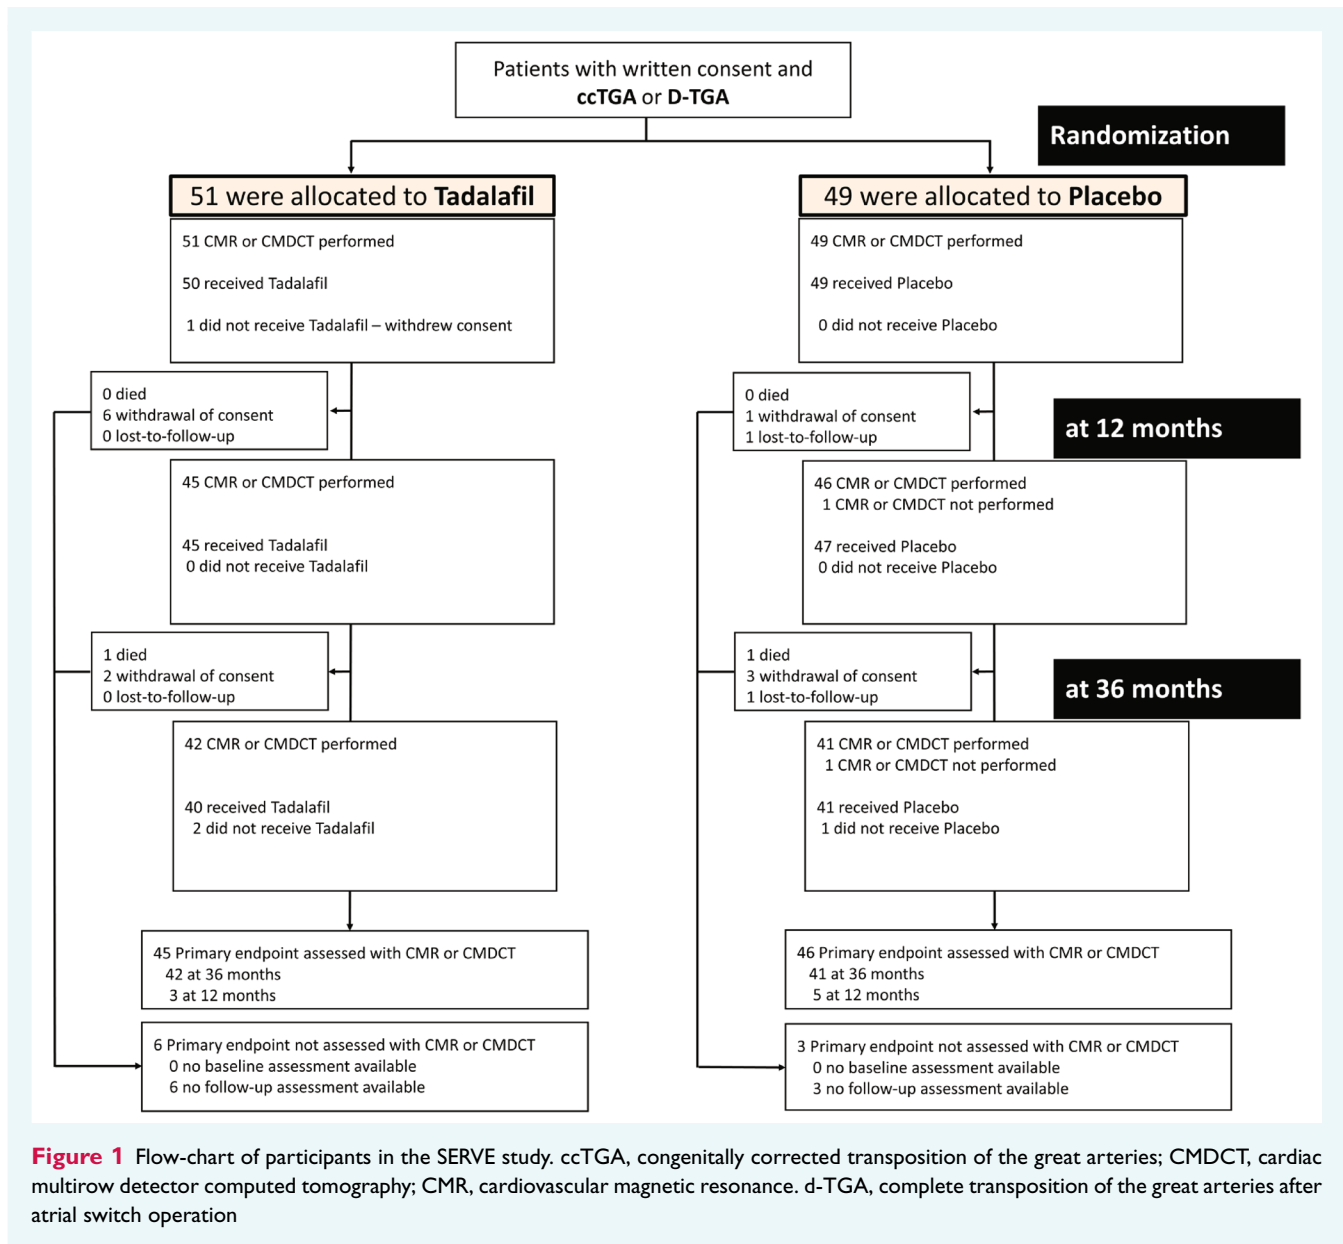 Patients with written consent and
ccTGA or D-TGA
Randomization
51 were allocated to Tadalafil
51 CMR or CMDCT performed
50 received Tadalafil
1 did not receive Tadalafil – withdrew consent
49 were allocated to Placebo
49 CMR or CMDCT performed
49 received Placebo
0 did not receive Placebo
0 died
6 withdrawal of consent
0 lost-to-follow-up
0 died
1 withdrawal of consent
1 lost-to-follow-up
at 12 months
45 CMR or CMDCT performed
45 received Tadalafil
0 did not receive Tadalafil
46 CMR or CMDCT performed
1 CMR or CMDCT not performed
47 received Placebo
0 did not receive Placebo
1 died
2 withdrawal of consent
0 lost-to-follow-up
1 died
3 withdrawal of consent
1 lost-to-follow-up
at 36 months
42 CMR or CMDCT performed
40 received Tadalafil
2 did not receive Tadalafil
41 CMR or CMDCT performed
1 CMR or CMDCT not performed
41 received Placebo
1 did not receive Placebo
45 Primary endpoint assessed with CMR or CMDCT
42 at 36 months
3 at 12 months
46 Primary endpoint assessed with CMR or CMDCT
41 at 36 months
5 at 12 months
6 Primary endpoint not assessed with CMR or CMDCT
0 no baseline assessment available
6 no follow-up assessment available
3 Primary endpoint not assessed with CMR or CMDCT
0 no baseline assessment available
3 no follow-up assessment available
Figure 1 Flow-chart of participants in the SERVE study. ccTGA, congenitally corrected transposition of the great arteries; CMDCT, cardiac
multirow detector computed tomography; CMR, cardiovascular magnetic resonance. d-TGA, complete transposition of the great arteries after
atrial switch operation